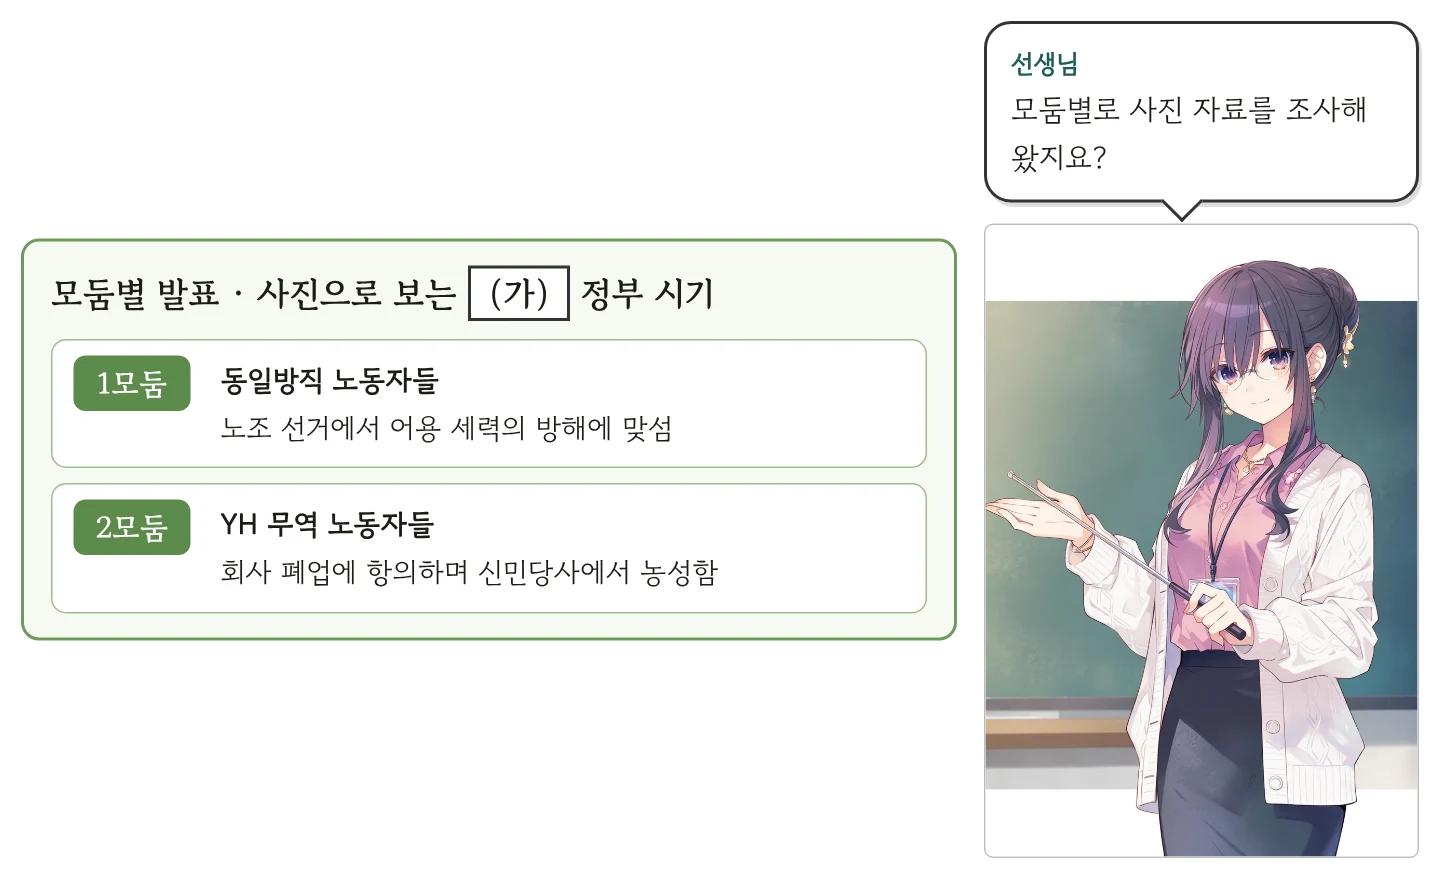 선생님
모둠별로 사진 자료를 조사해
왔지요?
모둠별 발표 · 사진으로 보는 (가) 정부 시기
1모둠
동일방직 노동자들
노조 선거에서 어용 세력의 방해에 맞섬
2모둠
YH 무역 노동자들
회사 폐업에 항의하며 신민당사에서 농성함